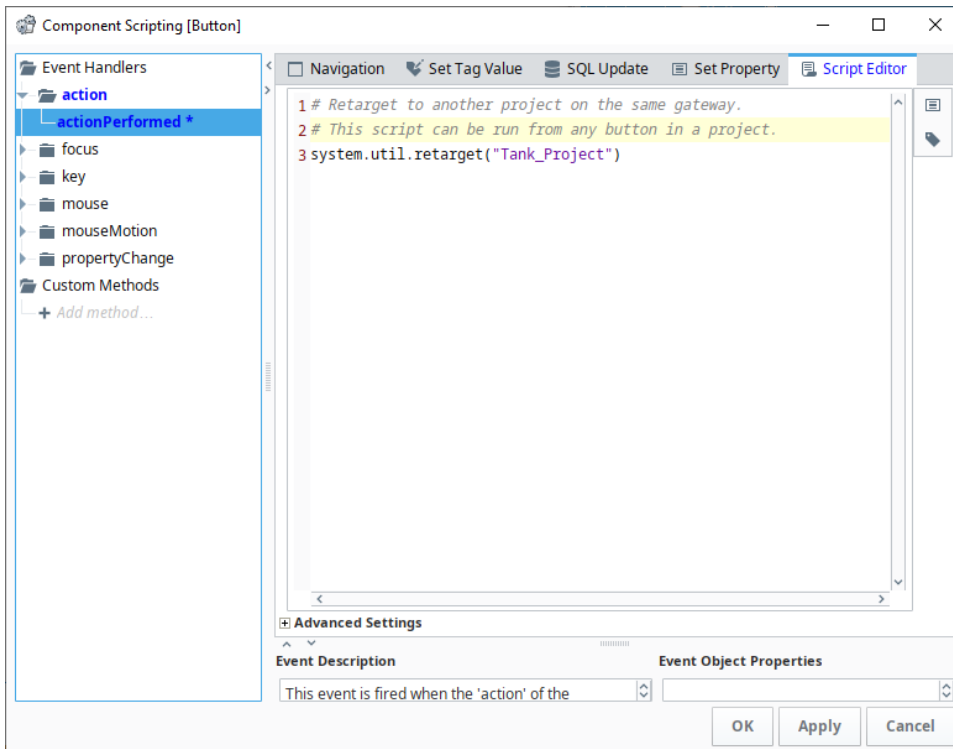 Component Scripting [Button]
Event Handlers
action
actionPerformed *
focus
key
mouse
mouseMotion
propertyChange
Custom Methods
Add method...
Navigation
Set Tag Value
SQL Update
Set Property
Script Editor
1 # Retarget to another project on the same gateway.
2 # This script can be run from any button in a project.
3 system.util.retarget("Tank_Project")
Advanced Settings
Event Description
This event is fired when the 'action' of the
Event Object Properties
OK
Apply
Cancel